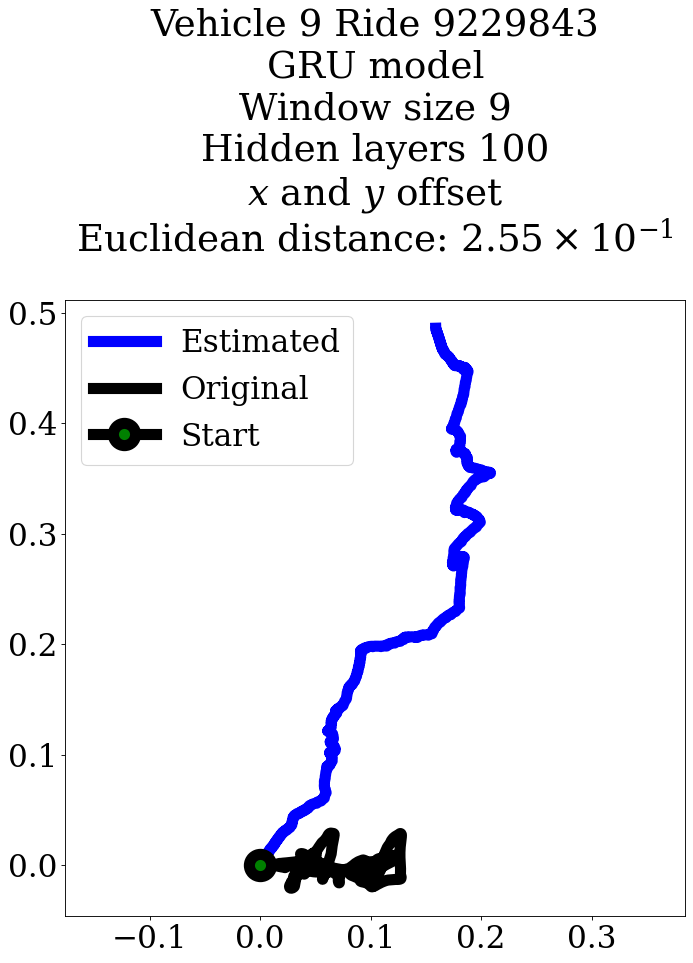 Vehicle 9 Ride 9229843
GRU model
Window size 9
Hidden layers 100
x and y offset
Euclidean distance: 2.55 × 10⁻¹
0.5
0.4
0.3
0.2
0.1
0.0
Estimated
Original
Start
−0.1 0.0 0.1 0.2 0.3